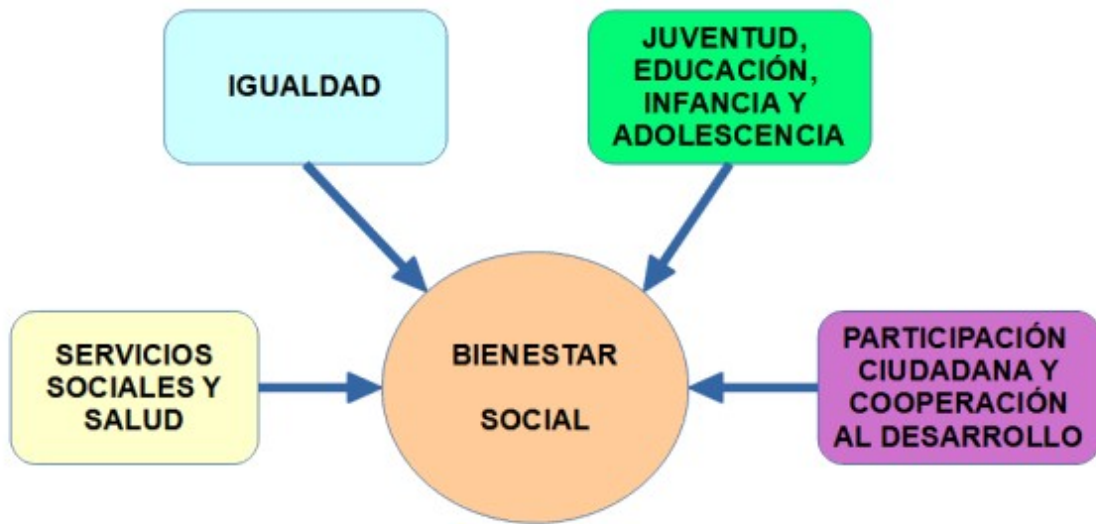 IGUALDAD
JUVENTUD,
EDUCACIÓN,
INFANCIA Y
ADOLESCENCIA
SERVICIOS
SOCIALES Y
SALUD
BIENESTAR
SOCIAL
PARTICIPACIÓN
CIUDADANA Y
COOPERACIÓN
AL DESARROLLO